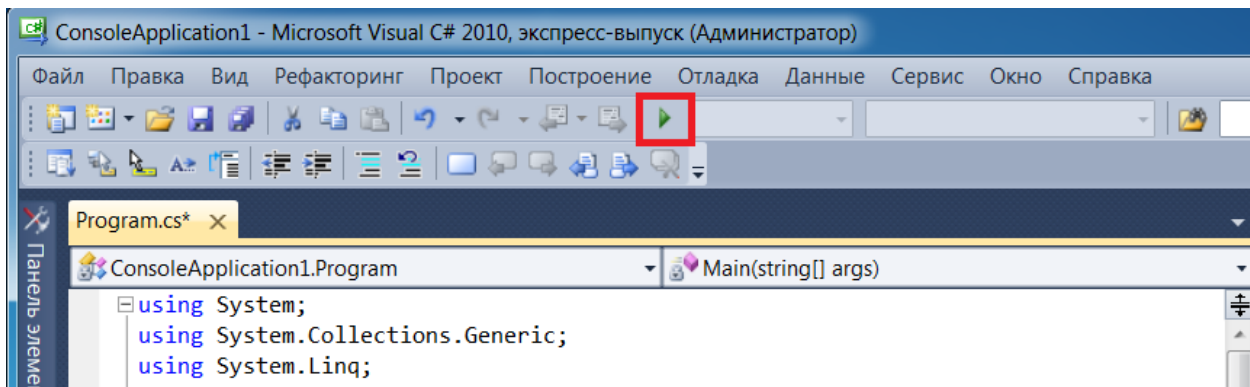 ConsoleApplication1 - Microsoft Visual C# 2010, экспресс-выпуск (Администратор)
Файл Правка Вид Рефакторинг Проект Построение Отладка Данные Сервис Окно Справка
Program.cs*
ConsoleApplication1.Program Main(string[] args)
using System;
using System.Collections.Generic;
using System.Linq;
Панель